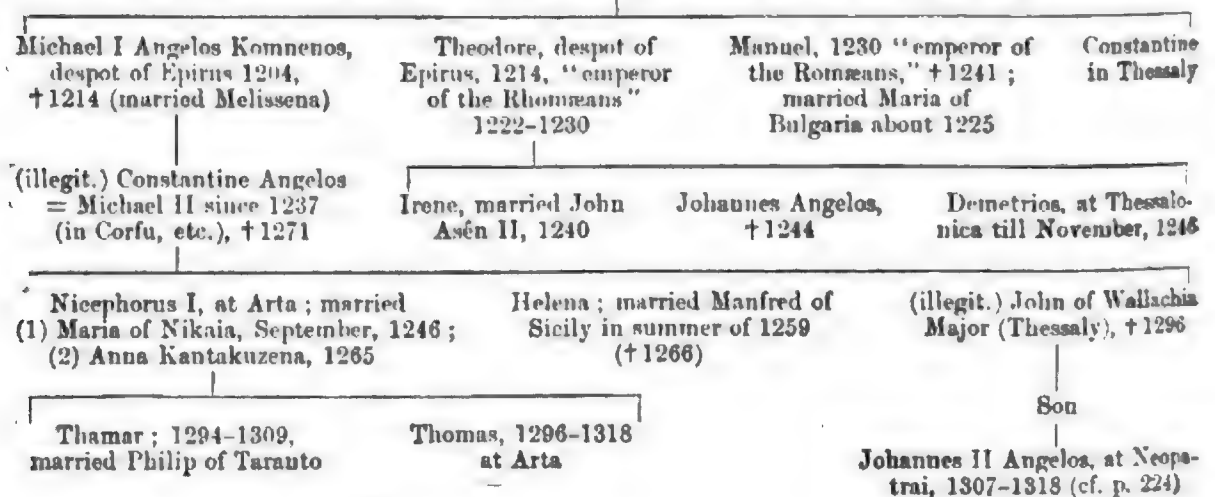 Michael I Angelos Komnenos,
despot of Epirus 1204,
†1214 (married Melissena)
Theodore, despot of
Epirus, 1214, “emperor
of the Rhomæans”
1222–1230
Manuel, 1230 “emperor of
the Romæans,” †1241;
married Maria of
Bulgaria about 1225
Constantine
in Thessaly
(illegit.) Constantine Angelos
= Michael II since 1237
(in Corfu, etc.), †1271
Irene, married John
Asên II, 1240
Johannes Angelos,
†1244
Demetrios, at Thessalo-
nica till November, 1246
Nicephorus I, at Arta; married
(1) Maria of Nikaia, September, 1246;
(2) Anna Kantakuzena, 1265
Helena; married Manfred of
Sicily in summer of 1259
(†1266)
(illegit.) John of Wallachia
Major (Thessaly), †1296
Thamar; 1294–1309,
married Philip of Taranto
Thomas, 1296–1318
at Arta
Son
Johannes II Angelos, at Neopa-
trai, 1307–1318 (cf. p. 224)